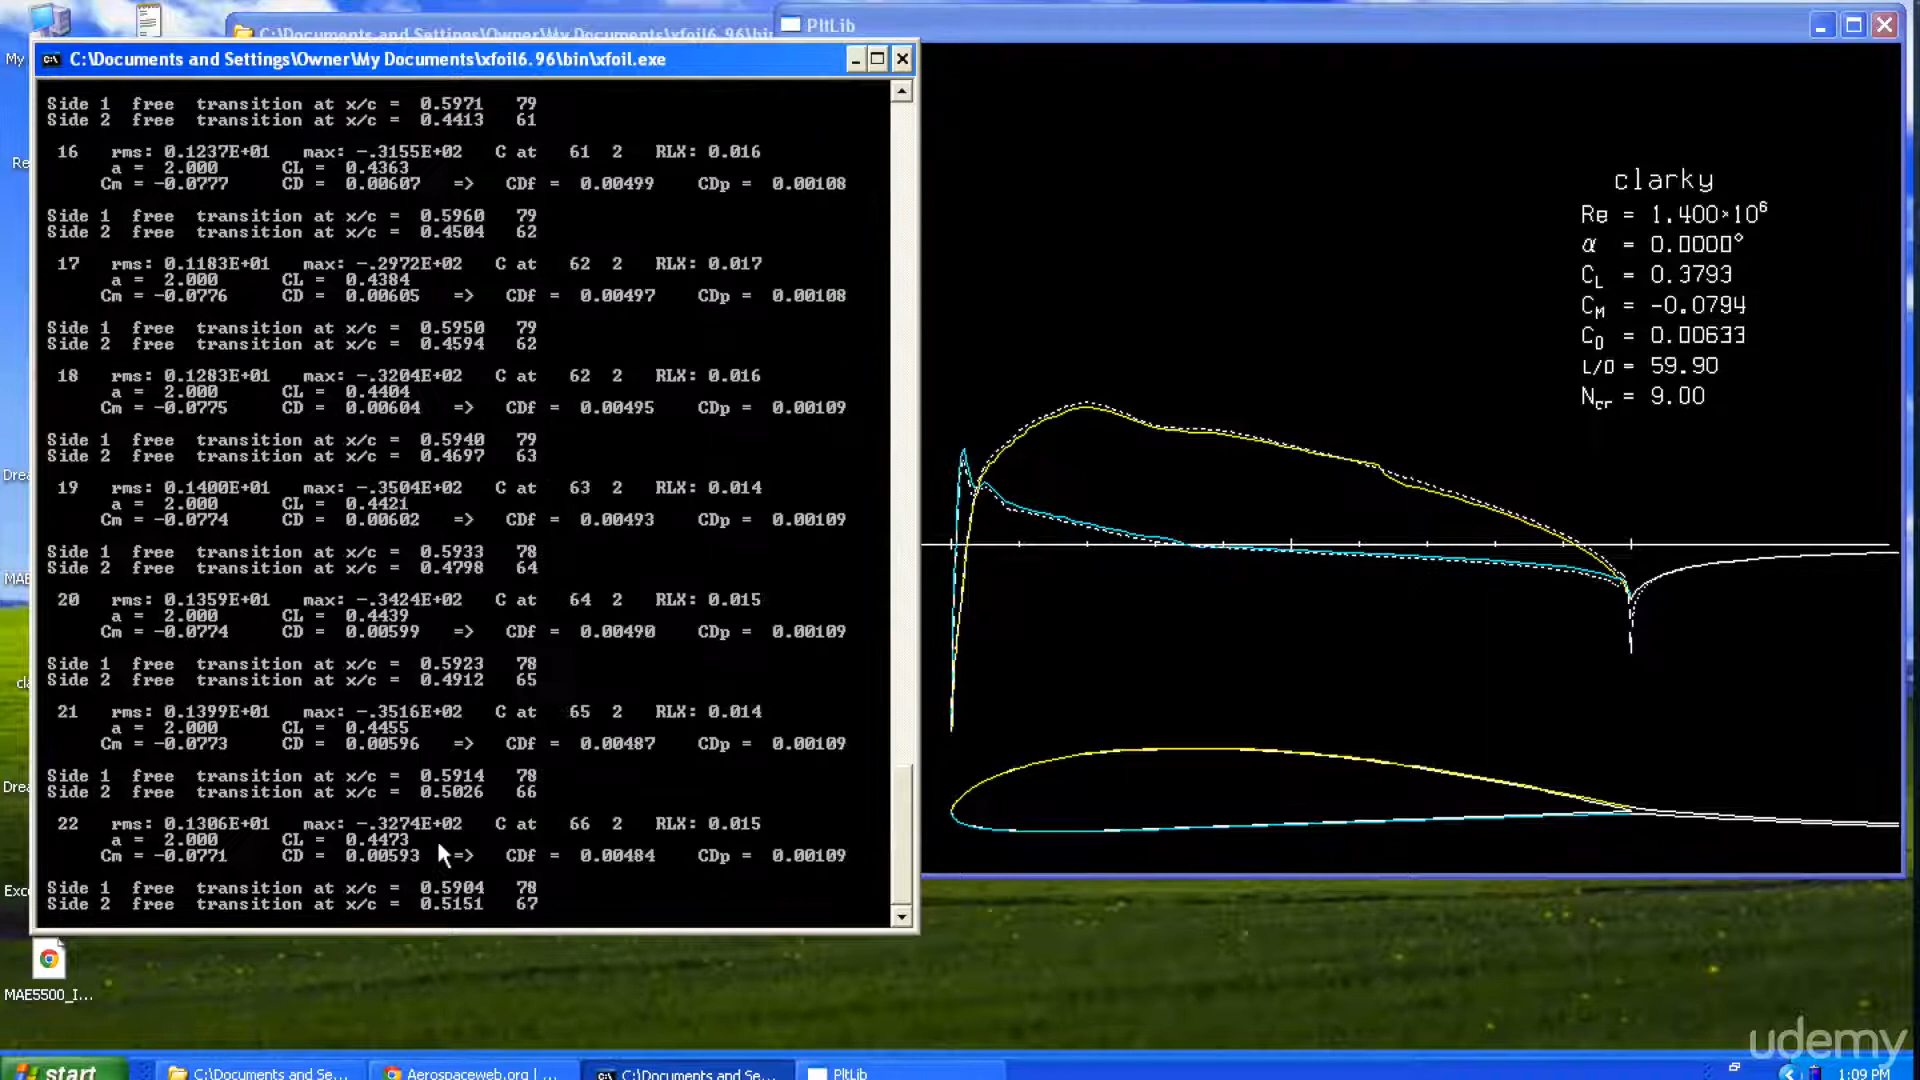 C:\Documents and Settings\Owner\My Documents\xfoil6.96\bin
PltLib
My
C:\Documents and Settings\Owner\My Documents\xfoil6.96\bin\xfoil.exe
Side 1 free transition at x/c = 0.5971 79
Side 2 free transition at x/c = 0.4413 61
16 rms: 0.1237E+01 max: -.3155E+02 C at 61 2 RLX: 0.016
a = 2.000 CL = 0.4363
Cm = -0.0777 CD = 0.00607 => CDf = 0.00499 CDp = 0.00108
Side 1 free transition at x/c = 0.5960 79
Side 2 free transition at x/c = 0.4504 62
17 rms: 0.1183E+01 max: -.2972E+02 C at 62 2 RLX: 0.017
a = 2.000 CL = 0.4384
Cm = -0.0776 CD = 0.00605 => CDf = 0.00497 CDp = 0.00108
Side 1 free transition at x/c = 0.5950 79
Side 2 free transition at x/c = 0.4594 62
18 rms: 0.1283E+01 max: -.3204E+02 C at 62 2 RLX: 0.016
a = 2.000 CL = 0.4404
Cm = -0.0775 CD = 0.00604 => CDf = 0.00495 CDp = 0.00109
Side 1 free transition at x/c = 0.5940 79
Side 2 free transition at x/c = 0.4697 63
19 rms: 0.1400E+01 max: -.3504E+02 C at 63 2 RLX: 0.014
a = 2.000 CL = 0.4421
Cm = -0.0774 CD = 0.00602 => CDf = 0.00493 CDp = 0.00109
Side 1 free transition at x/c = 0.5933 78
Side 2 free transition at x/c = 0.4798 64
20 rms: 0.1359E+01 max: -.3424E+02 C at 64 2 RLX: 0.015
a = 2.000 CL = 0.4439
Cm = -0.0774 CD = 0.00599 => CDf = 0.00490 CDp = 0.00109
Side 1 free transition at x/c = 0.5923 78
Side 2 free transition at x/c = 0.4912 65
21 rms: 0.1399E+01 max: -.3516E+02 C at 65 2 RLX: 0.014
a = 2.000 CL = 0.4455
Cm = -0.0773 CD = 0.00596 => CDf = 0.00487 CDp = 0.00109
Side 1 free transition at x/c = 0.5914 78
Side 2 free transition at x/c = 0.5026 66
22 rms: 0.1306E+01 max: -.3274E+02 C at 66 2 RLX: 0.015
a = 2.000 CL = 0.4473
Cm = -0.0771 CD = 0.00593 => CDf = 0.00484 CDp = 0.00109
Side 1 free transition at x/c = 0.5904 78
Side 2 free transition at x/c = 0.5151 67
clarky
Re = 1.400×10⁶
α = 0.0000°
CL = 0.3793
CM = -0.0794
CD = 0.00633
L/D = 59.90
Ncr = 9.00
Re
Drea
MAE
cla
Drea
Exc
MAE5500_I...
udemy
start
C:\Documents and Se...
Aerospaceweb.org | ...
C:\Documents and Se...
PltLib
1:09 PM